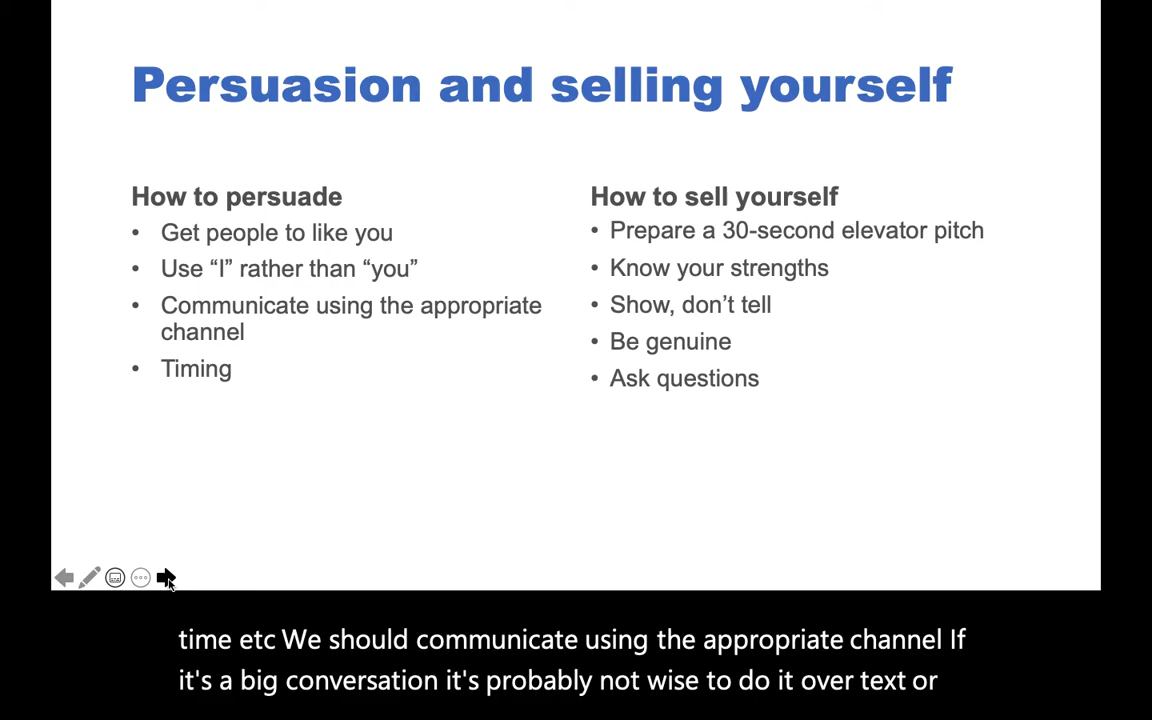 Persuasion and selling yourself
How to persuade
• Get people to like you
• Use “I” rather than “you”
• Communicate using the appropriate
channel
• Timing
How to sell yourself
• Prepare a 30-second elevator pitch
• Know your strengths
• Show, don’t tell
• Be genuine
• Ask questions
time etc We should communicate using the appropriate channel If
it's a big conversation it's probably not wise to do it over text or